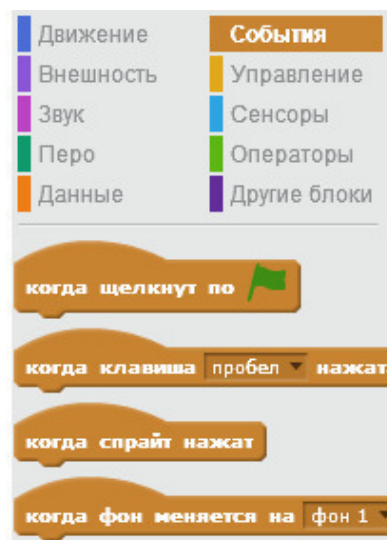 Движение События
Внешность Управление
Звук Сенсоры
Перо Операторы
Данные Другие блоки
когда щелкнут по
когда клавиша пробел нажат
когда спрайт нажат
когда фон меняется на фон 1